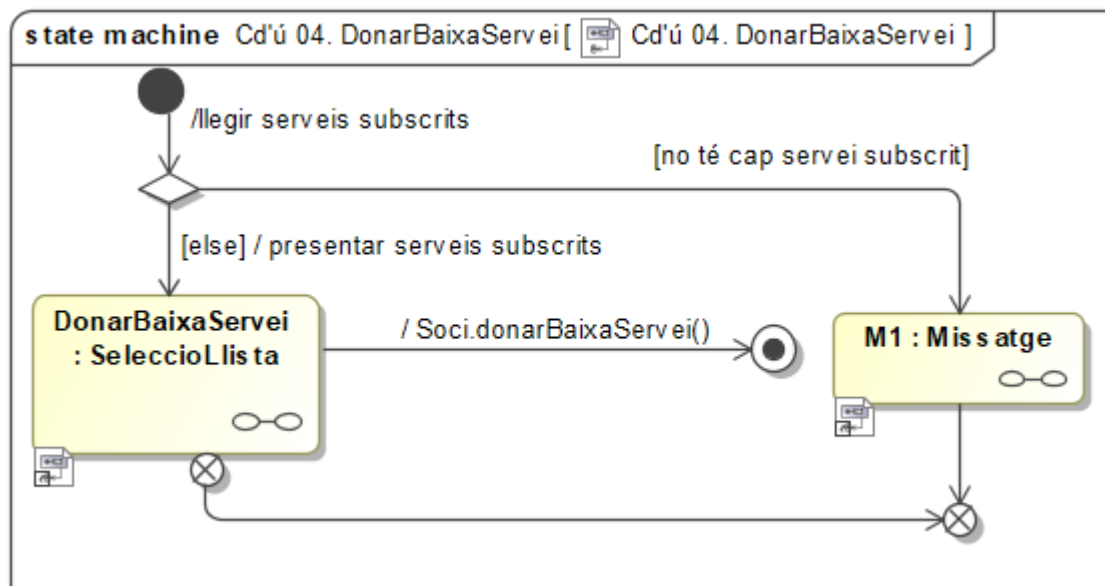 state machine Cd'ú 04. DonarBaixaServei [ Cd'ú 04. DonarBaixaServei ]
/llegir serveis subscrits
[no té cap servei subscrit]
[else] / presentar serveis subscrits
DonarBaixaServei
: SeleccioLlista
/ Soci.donarBaixaServei()
M1 : Missatge